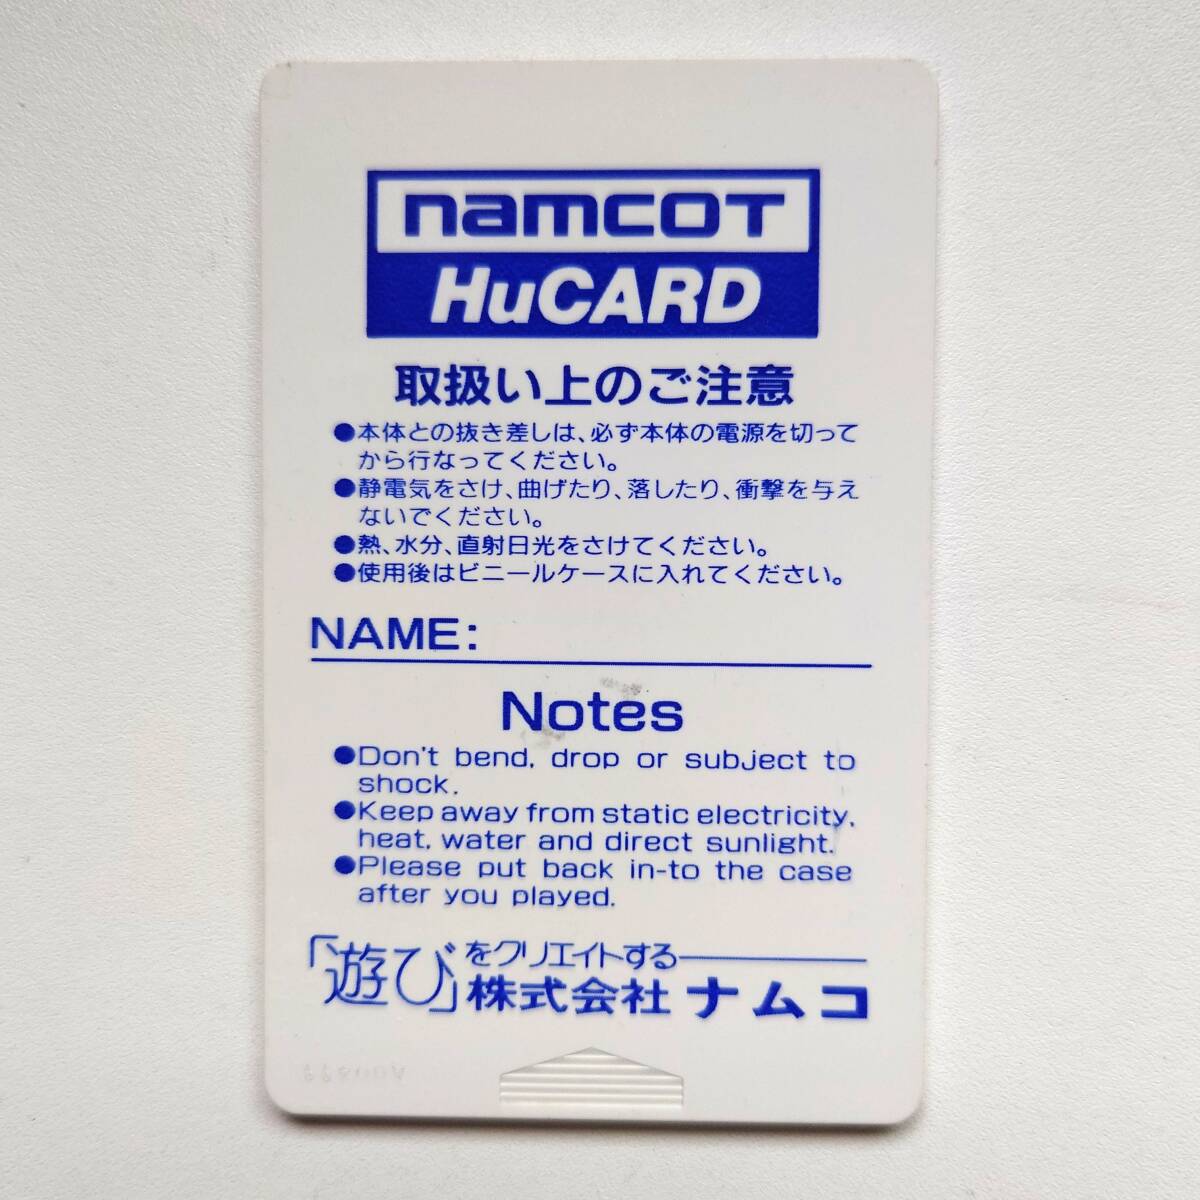 namcoT
HuCARD
取扱い上のご注意
●本体との抜き差しは、必ず本体の電源を切って
から行なってください。
●静電気をさけ、曲げたり、落したり、衝撃を与え
ないでください。
●熱、水分、直射日光をさけてください。
●使用後はビニールケースに入れてください。
NAME:
Notes
●Don't bend, drop or subject to
shock.
●Keep away from static electricity,
heat, water and direct sunlight.
●Please put back in-to the case
after you played.
「遊び」をクリエイトする
株式会社ナムコ